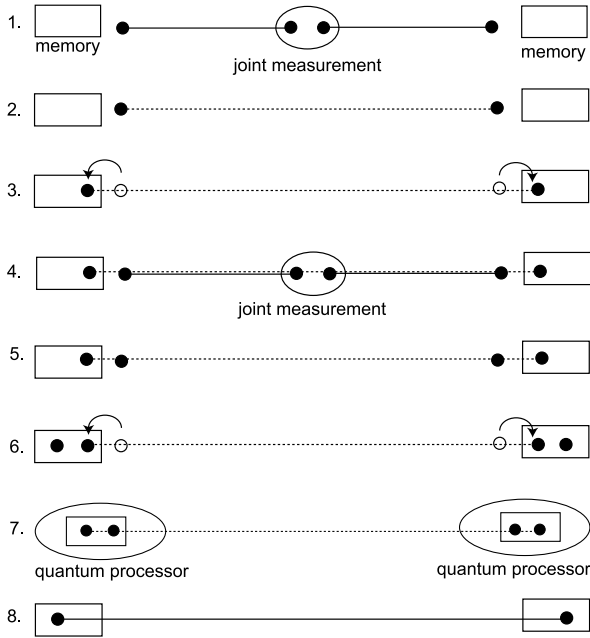 1.
memory
joint measurement
memory
2.
3.
4.
joint measurement
5.
6.
7.
quantum processor
quantum processor
8.